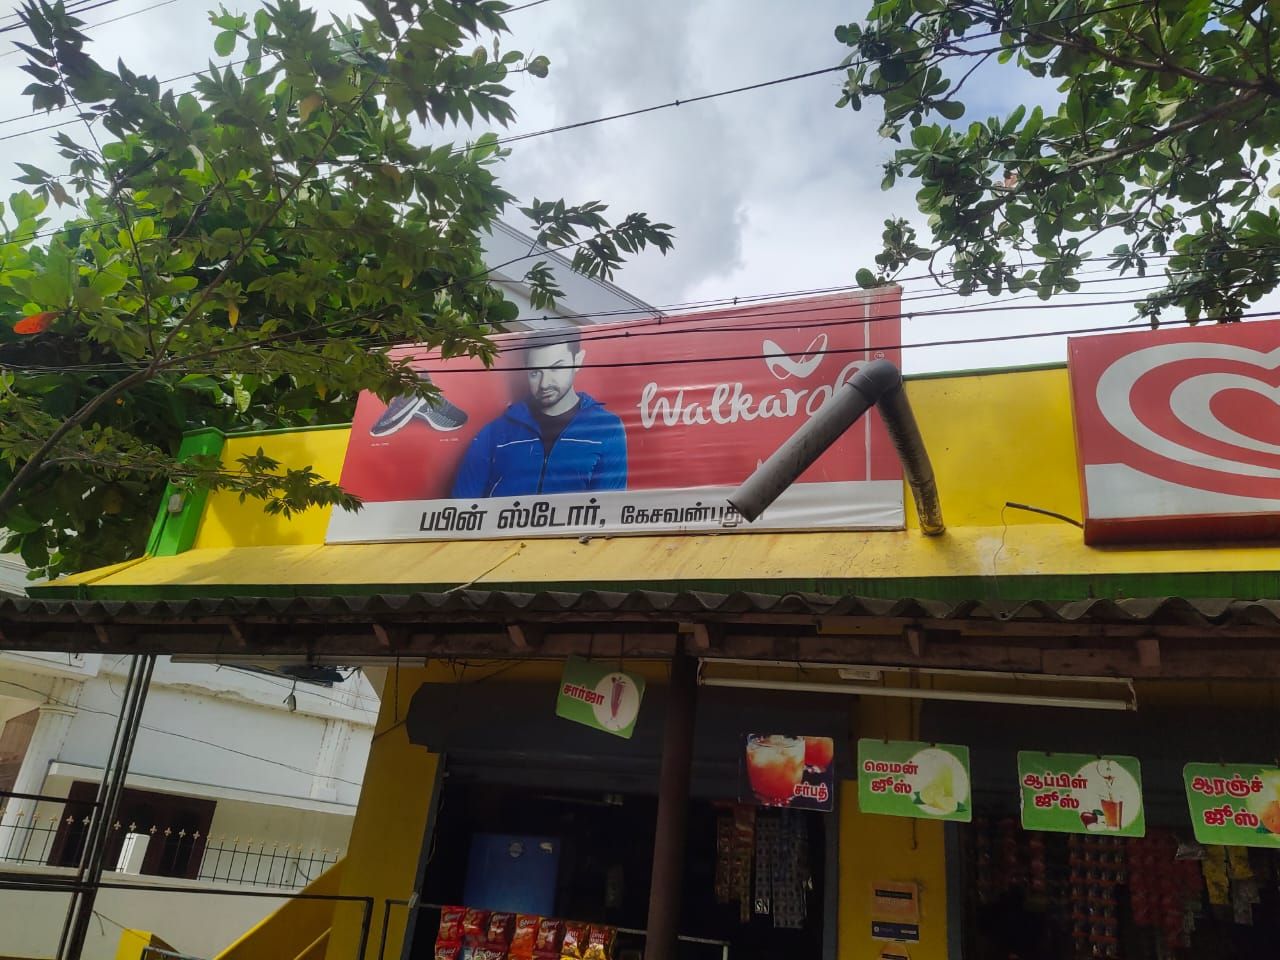 Walkaroo
பபின் ஸ்டோர், கேசவன்புதூர்
சார்ஜா
சர்பத்
லெமன்
ஜூஸ்
ஆப்பிள்
ஜூஸ்
ஆரஞ்ச்
ஜூஸ்